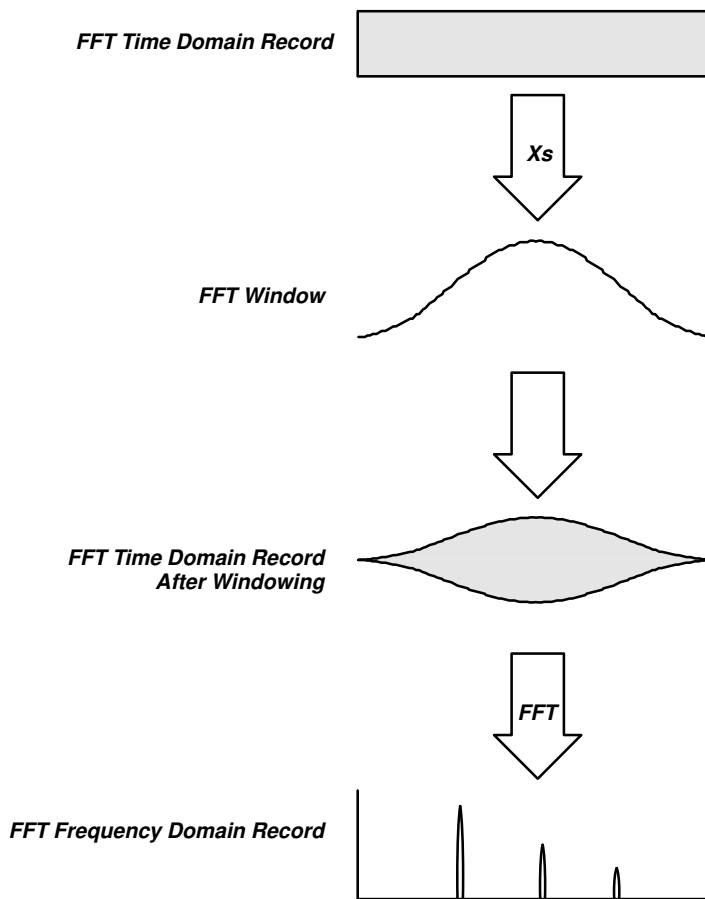 FFT Time Domain Record
Xs
FFT Window
FFT Time Domain Record
After Windowing
FFT
FFT Frequency Domain Record